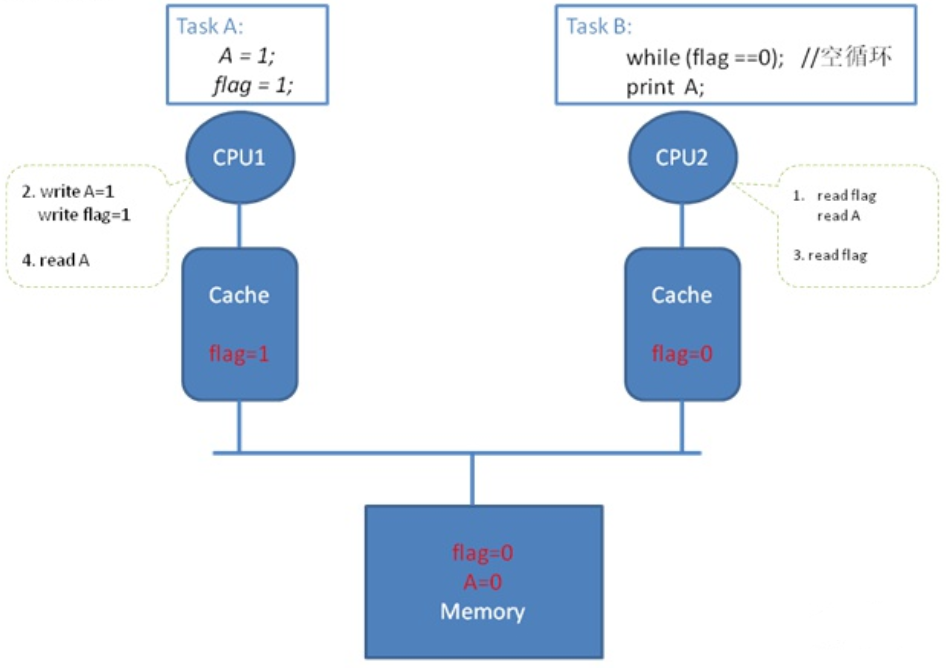 Task A:
A = 1;
flag = 1;
Task B:
while (flag ==0); //空循环
print A;
CPU1
CPU2
2. write A=1
write flag=1
4. read A
1. read flag
read A
3. read flag
Cache
flag=1
Cache
flag=0
flag=0
A=0
Memory